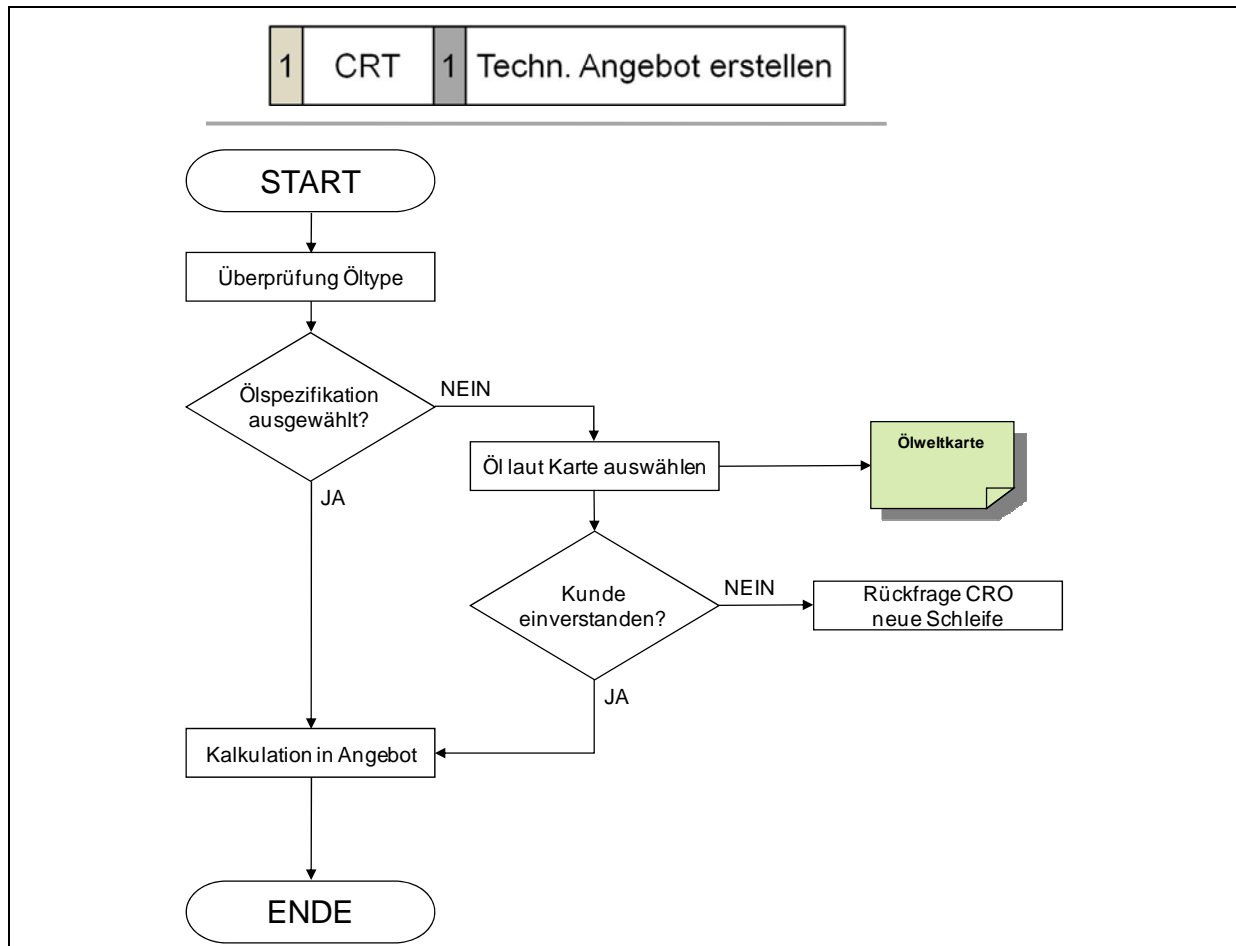 1 CRT 1 Techn. Angebot erstellen
START
Überprüfung Öltype
Ölspezifikation
ausgewählt?
NEIN
JA
Öl laut Karte auswählen
Ölweltkarte
Kunde
einverstanden?
NEIN
Rückfrage CRO
neue Schleife
JA
Kalkulation in Angebot
ENDE